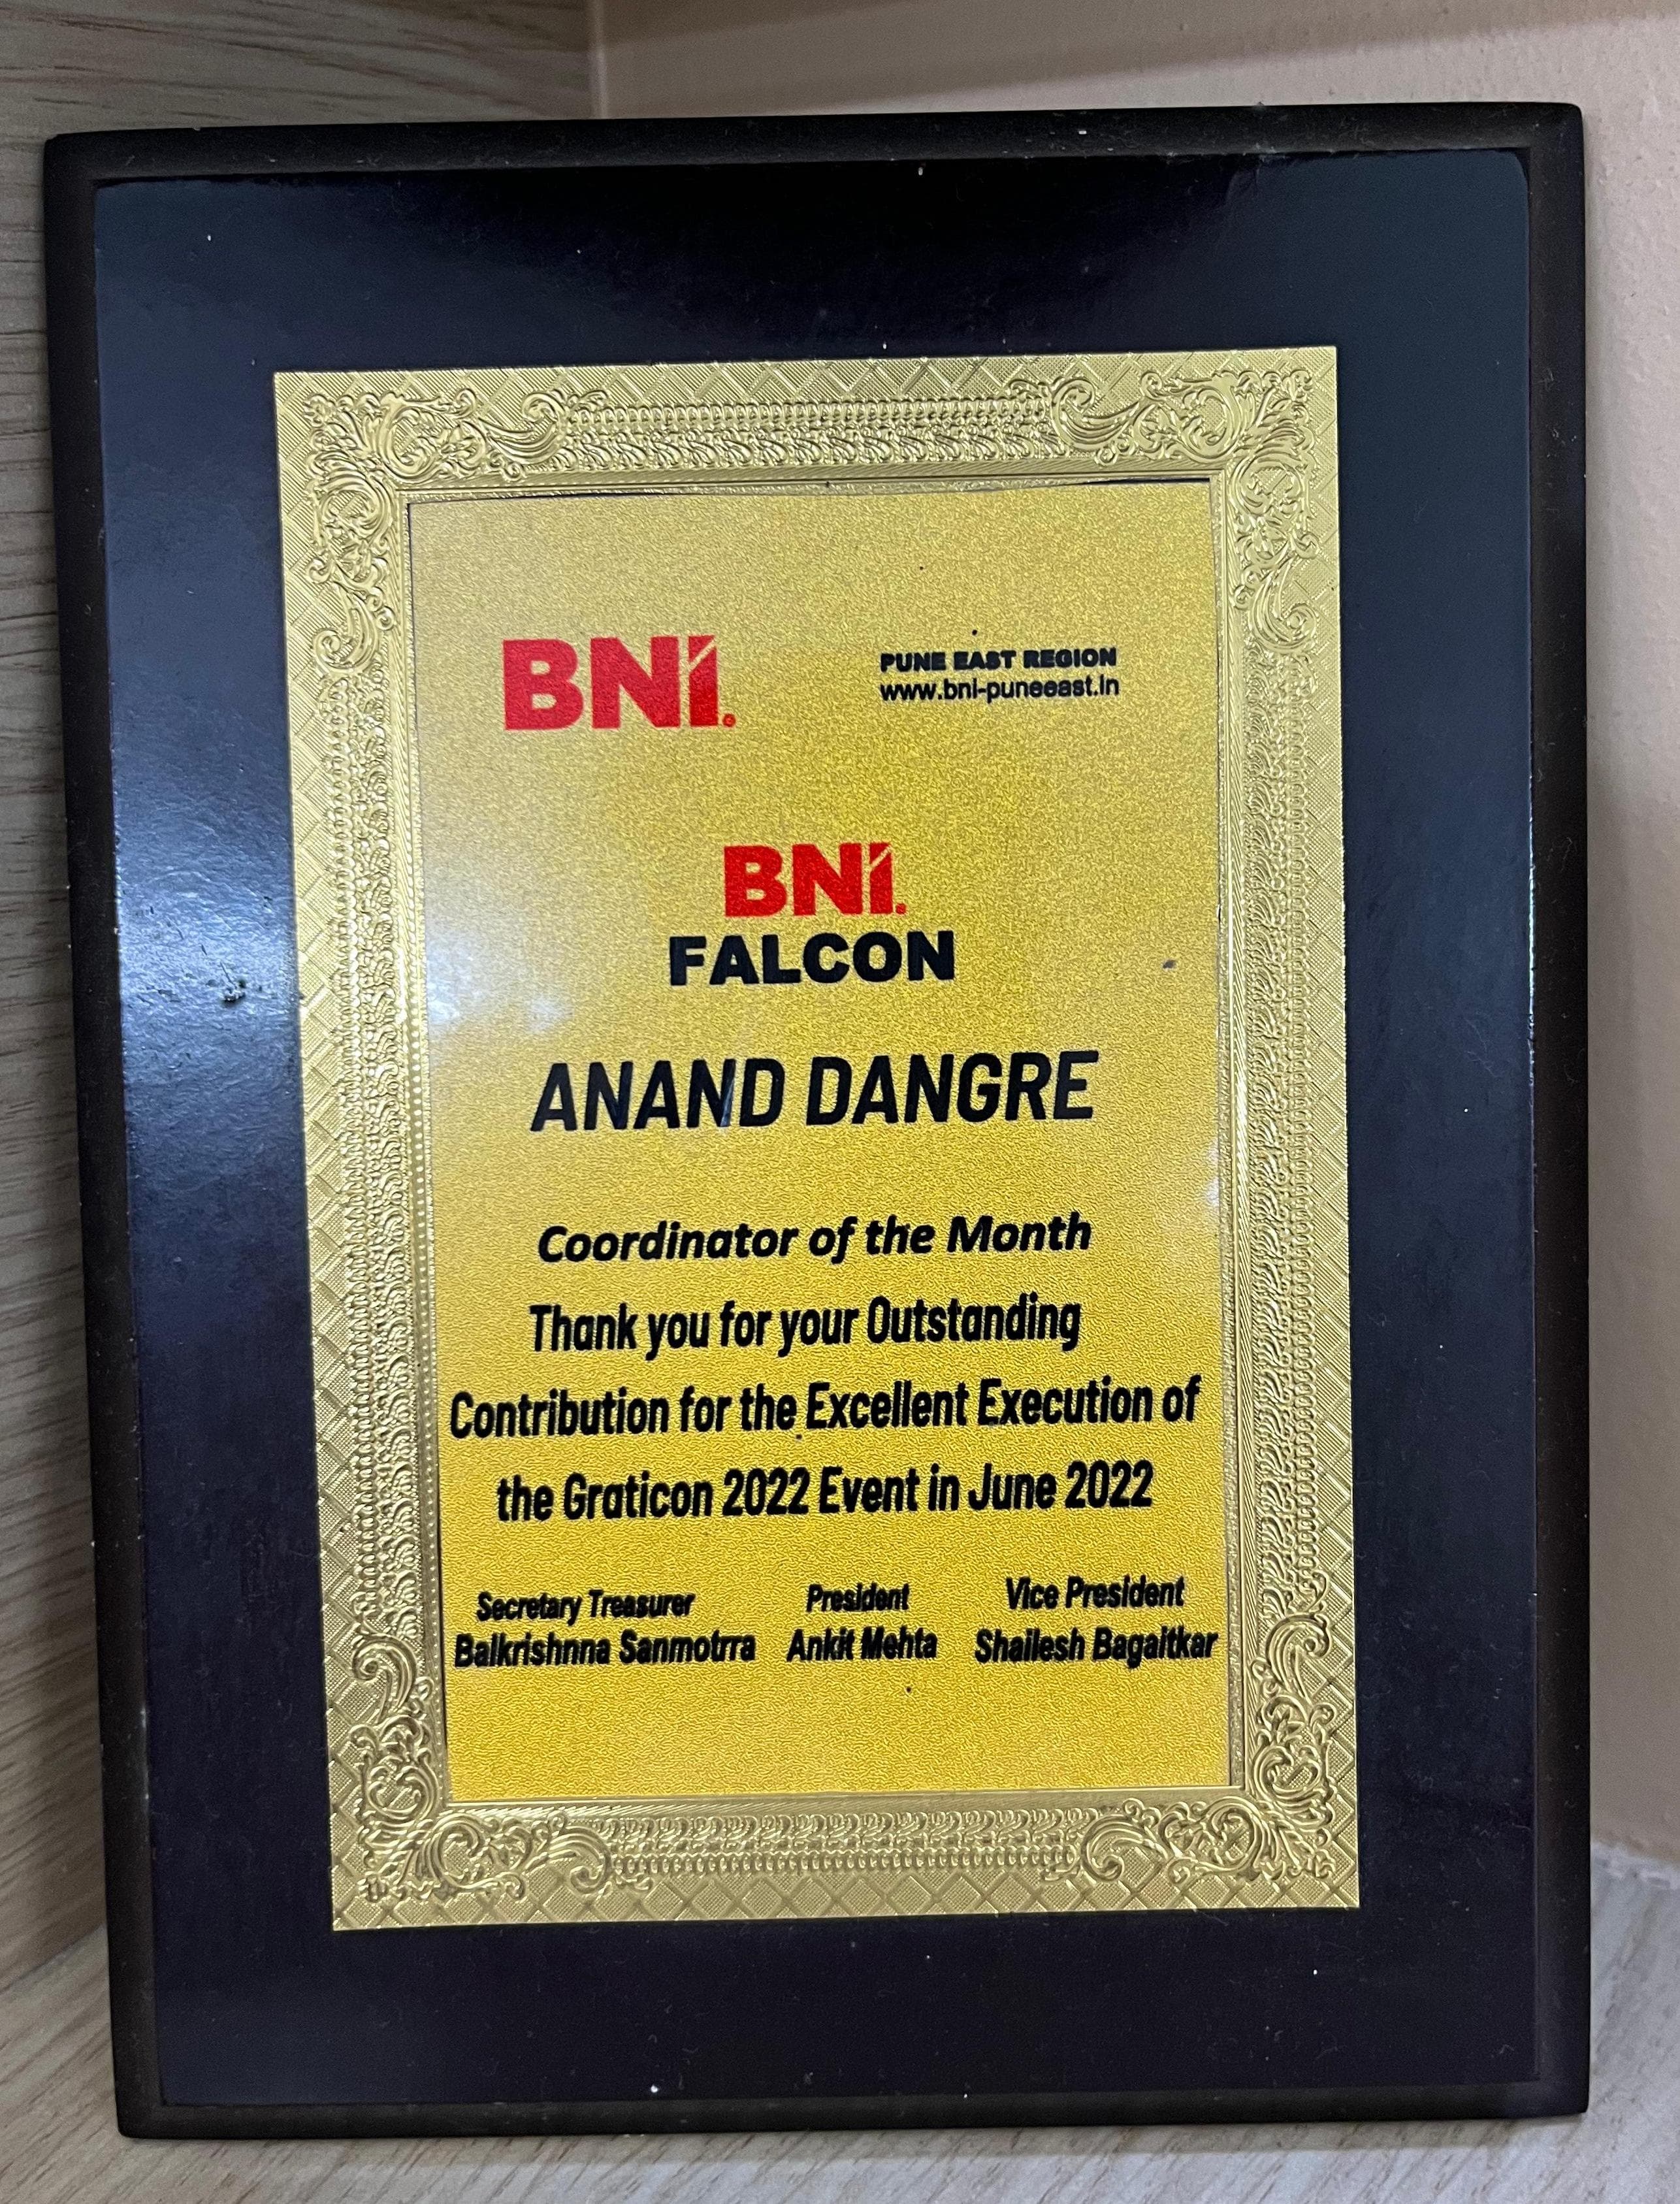 BNI.
PUNE EAST REGION
www.bni-puneeast.in
BNI.
FALCON
ANAND DANGRE
Coordinator of the Month
Thank you for your Outstanding
Contribution for the Excellent Execution of
the Graticon 2022 Event in June 2022
Secretary Treasurer President Vice President
Balkrishnna Sanmotrra Ankit Mehta Shailesh Bagaitkar